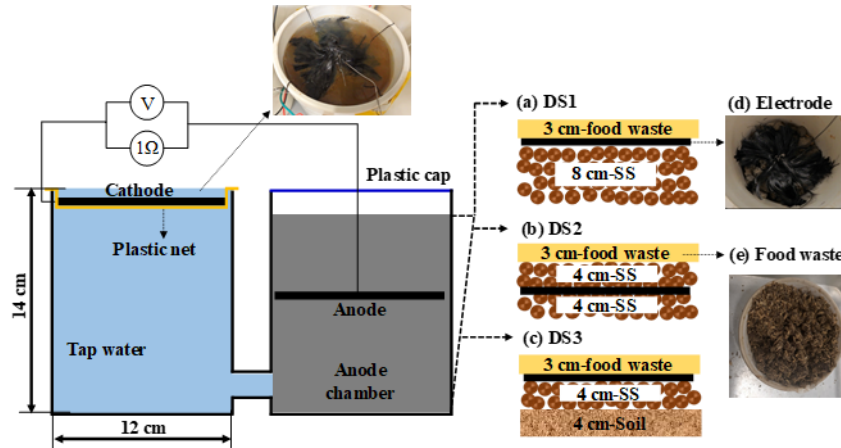 V
1Ω
Cathode
Plastic net
14 cm
Tap water
12 cm
Plastic cap
Anode
Anode
chamber
(a) DS1
3 cm-food waste
8 cm-SS
(b) DS2
3 cm-food waste
4 cm-SS
4 cm-SS
(c) DS3
3 cm-food waste
4 cm-SS
4 cm-Soil
(d) Electrode
(e) Food waste